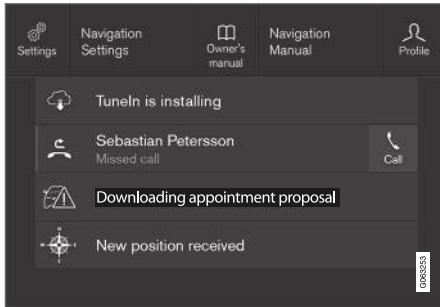 Settings
Navigation Settings
Owner's manual
Navigation Manual
Profile
TuneIn is installing
Sebastian Petersson
Missed call
Call
Downloading appointment proposal
New position received
G063253